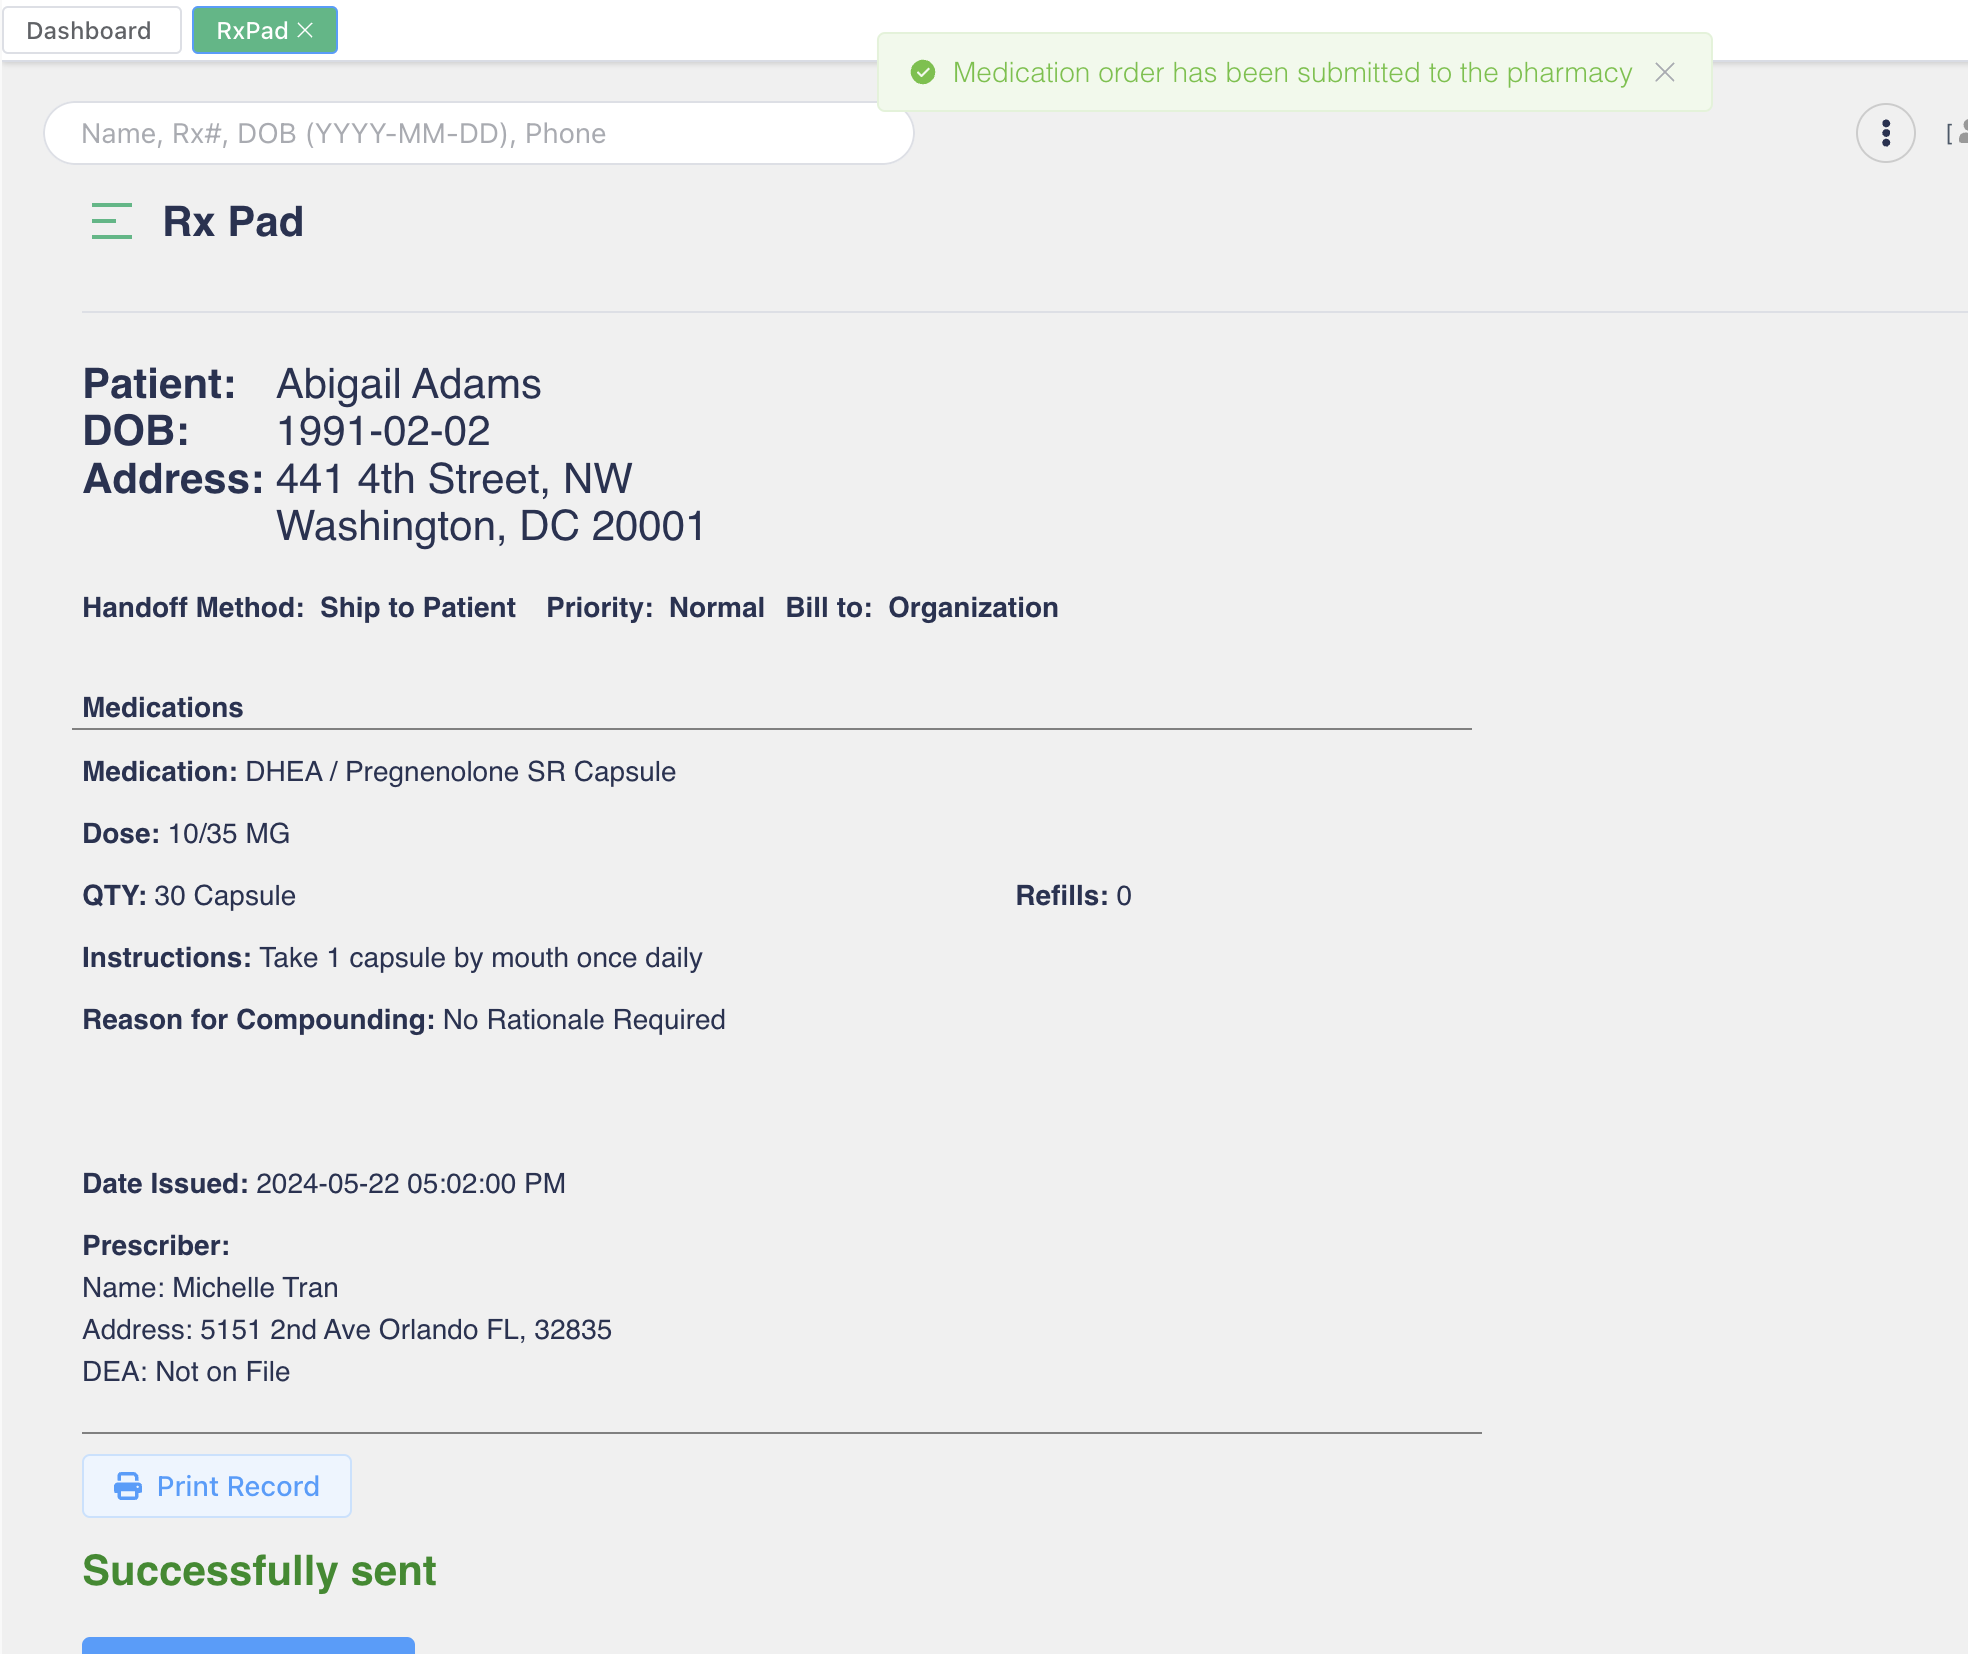 Dashboard RxPad
Medication order has been submitted to the pharmacy
Name, Rx#, DOB (YYYY-MM-DD), Phone
[
Rx Pad
Patient: Abigail Adams
DOB: 1991-02-02
Address: 441 4th Street, NW
Washington, DC 20001
Handoff Method: Ship to Patient Priority: Normal Bill to: Organization
Medications
Medication: DHEA / Pregnenolone SR Capsule
Dose: 10/35 MG
QTY: 30 Capsule Refills: 0
Instructions: Take 1 capsule by mouth once daily
Reason for Compounding: No Rationale Required
Date Issued: 2024-05-22 05:02:00 PM
Prescriber:
Name: Michelle Tran
Address: 5151 2nd Ave Orlando FL, 32835
DEA: Not on File
Print Record
Successfully sent